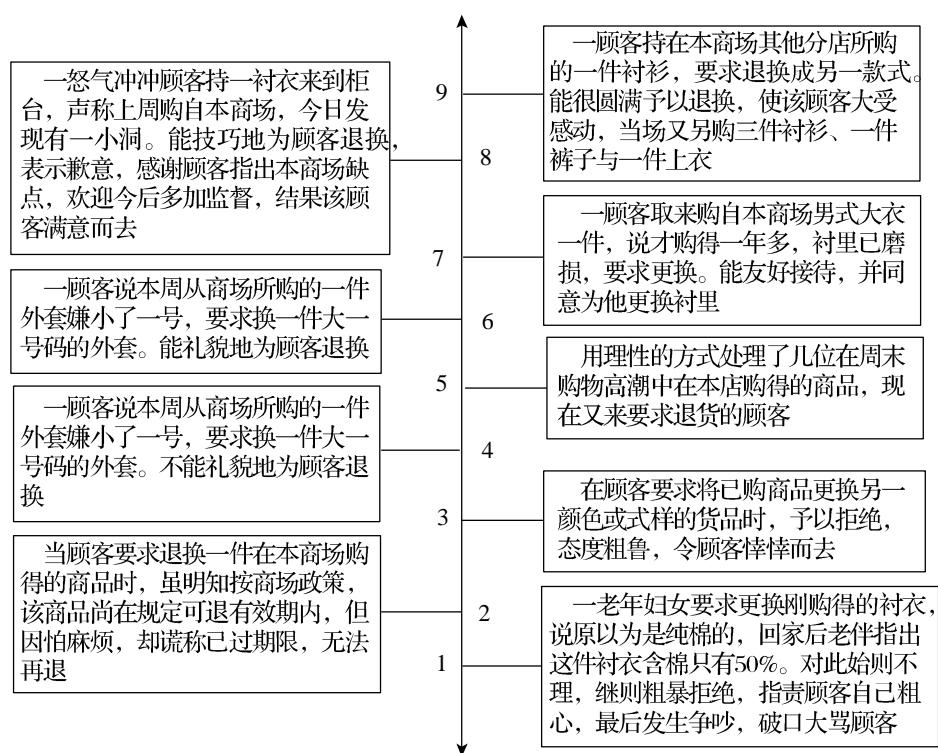 一顾客持在本商场其他分店所购
的一件衬衫，要求退换成另一款式。
能很圆满予以退换，使该顾客大受
感动，当场又另购三件衬衫、一件
裤子与一件上衣
9
一怒气冲冲顾客持一衬衣来到柜
台，声称上周购自本商场，今日发
现有一小洞。能技巧地为顾客退换，
表示歉意，感谢顾客指出本商场缺
点，欢迎今后多加监督，结果该顾
客满意而去
8
一顾客取来购自本商场男式大衣
一件，说才购得一年多，衬里已磨
损，要求更换。能友好接待，并同
意为他更换衬里
7
一顾客说本周从商场所购的一件
外套嫌小了一号，要求换一件大一
号码的外套。能礼貌地为顾客退换
6
用理性的方式处理了几位在周末
购物高潮中在本店购得的商品，现
在又来要求退货的顾客
5
一顾客说本周从商场所购的一件
外套嫌小了一号，要求换一件大一
号码的外套。不能礼貌地为顾客退
换
4
在顾客要求将已购商品更换另一
颜色或式样的货品时，予以拒绝，
态度粗鲁，令顾客悻悻而去
3
当顾客要求退换一件在本商场购
得的商品时，虽明知按商场政策，
该商品尚在规定可退有效期内，但
因怕麻烦，却谎称已过期限，无法
再退
2
一老年妇女要求更换刚购得的衬衣，
说原以为是纯棉的，回家后老伴指出
这件衬衣含棉只有50%。对此始则不
理，继则粗暴拒绝，指责顾客自己粗
心，最后发生争吵，破口大骂顾客
1